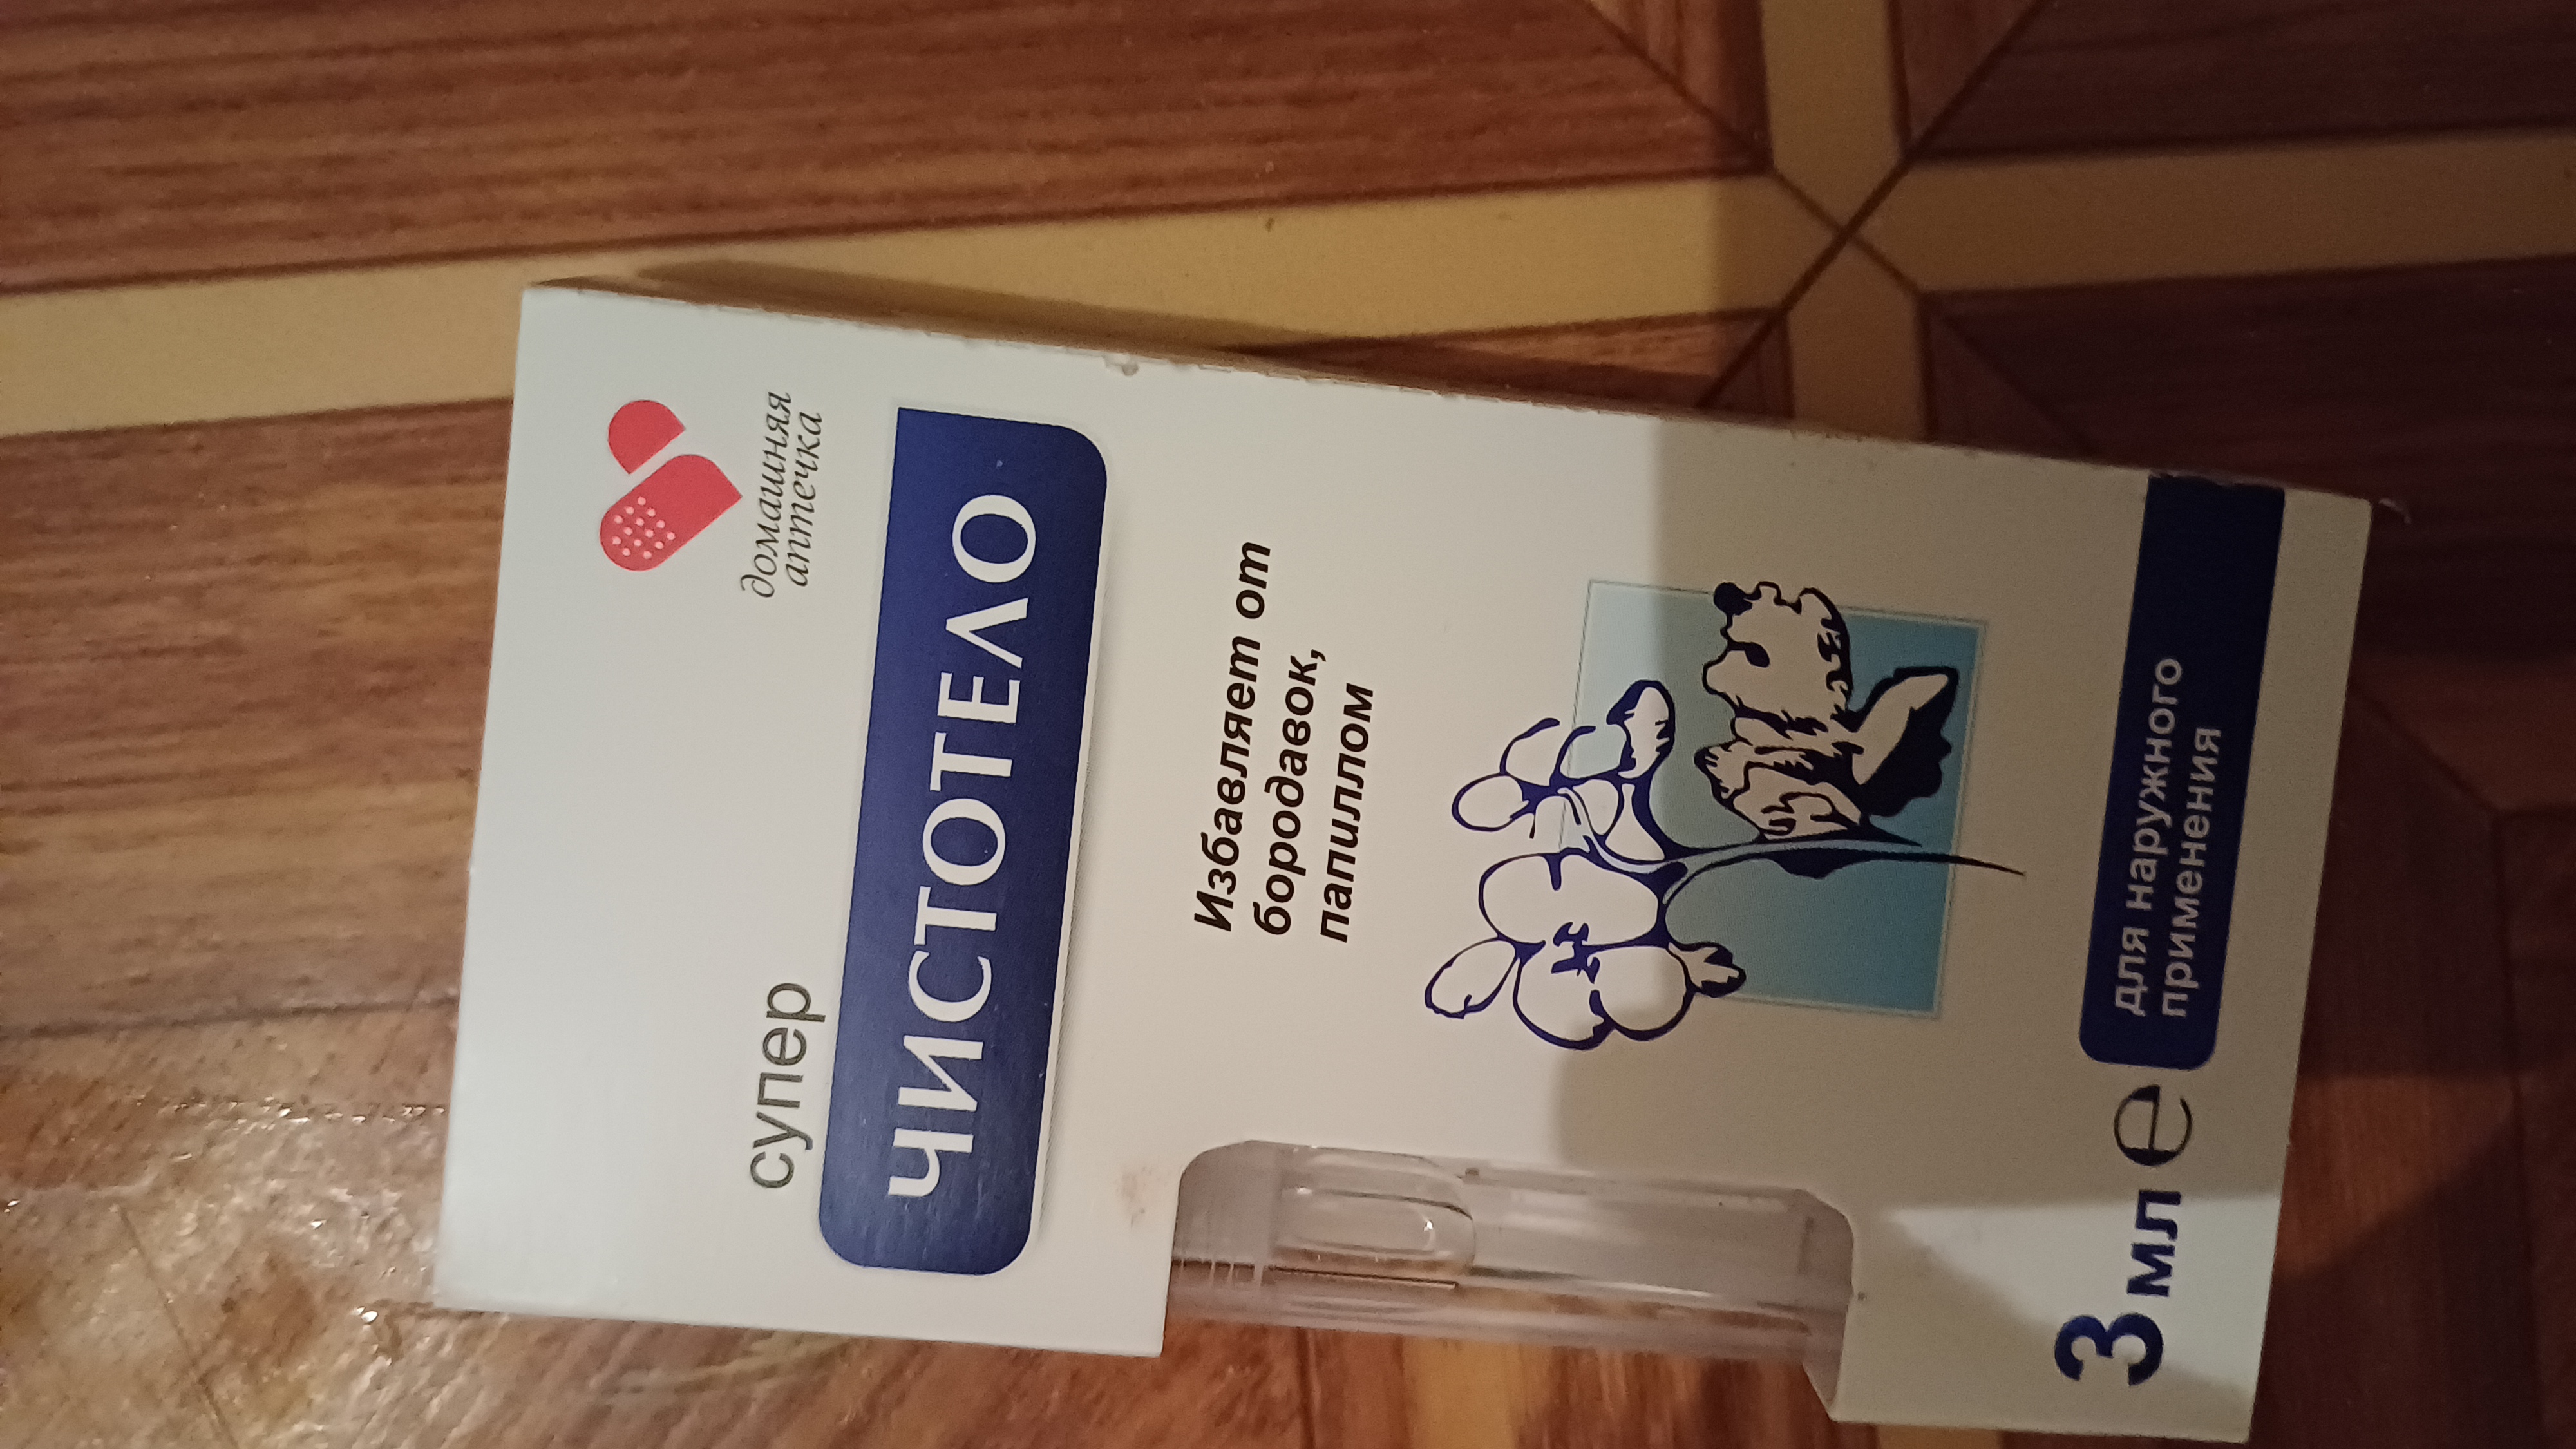 домашняя
аптечка
супер
ЧИСТОТЕЛО
Избавляет от
бородавок,
папиллом
для наружного
применения
3 мл ℮